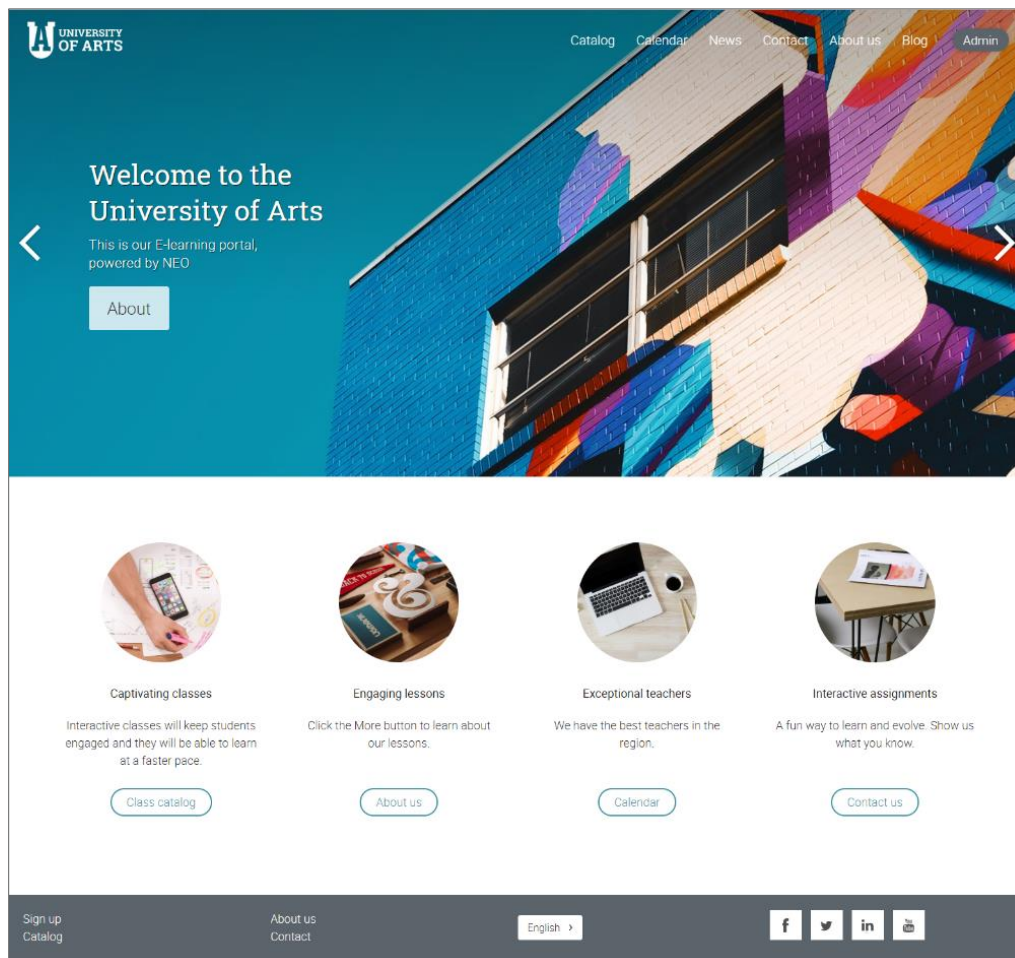 UNIVERSITY
OF ARTS
Catalog Calendar News Contact About us Blog Admin
Welcome to the
University of Arts
This is our E-learning portal,
powered by NEO
About
Captivating classes
Interactive classes will keep students
engaged and they will be able to learn
at a faster pace.
Class catalog
Engaging lessons
Click the More button to learn about
our lessons.
About us
Exceptional teachers
We have the best teachers in the
region.
Calendar
Interactive assignments
A fun way to learn and evolve. Show us
what you know.
Contact us
Sign up
Catalog
About us
Contact
English